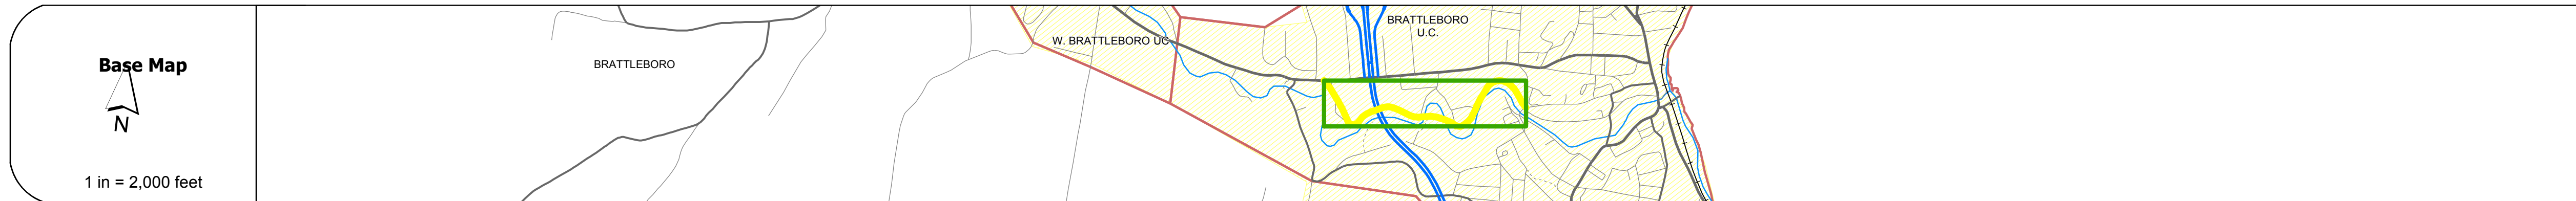 Base Map
N
1 in = 2,000 feet
BRATTLEBORO
W. BRATTLEBORO UC
BRATTLEBORO
U.C.